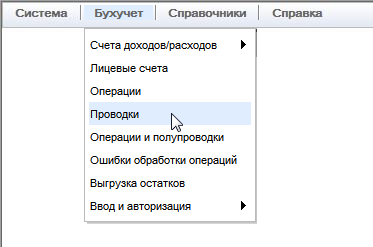 Система Бухучет Справочники Справка
Счета доходов/расходов
Лицевые счета
Операции
Проводки
Операции и полупроводки
Ошибки обработки операций
Выгрузка остатков
Ввод и авторизация